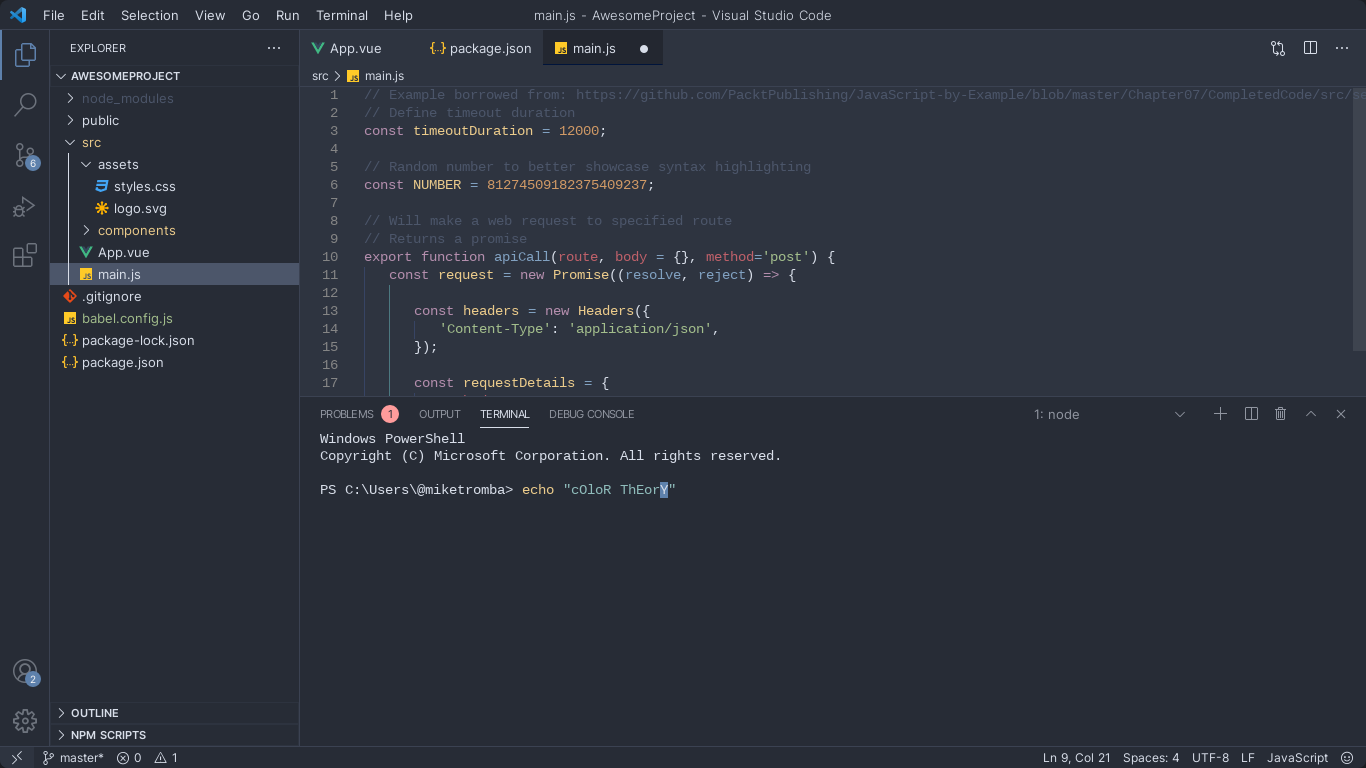 File Edit Selection View Go Run Terminal Help
main.js - AwesomeProject - Visual Studio Code
EXPLORER
AWESOMEPROJECT
node_modules
public
src
assets
styles.css
logo.svg
components
App.vue
main.js
.gitignore
babel.config.js
package-lock.json
package.json
OUTLINE
NPM SCRIPTS
6
2
App.vue {..} package.json JS main.js
src > JS main.js
1 // Example borrowed from: https://github.com/PacktPublishing/JavaScript-by-Example/blob/master/Chapter07/CompletedCode/src/se
2 // Define timeout duration
3 const timeoutDuration = 12000;
4
5 // Random number to better showcase syntax highlighting
6 const NUMBER = 81274509182375409237;
7
8 // Will make a web request to specified route
9 // Returns a promise
10 export function apiCall(route, body = {}, method='post') {
11 const request = new Promise((resolve, reject) => {
12
13 const headers = new Headers({
14 'Content-Type': 'application/json',
15 });
16
17 const requestDetails = {
PROBLEMS 1 OUTPUT TERMINAL DEBUG CONSOLE 1: node
Windows PowerShell
Copyright (C) Microsoft Corporation. All rights reserved.
PS C:\Users\@miketromba> echo "cOloR ThEorY"
master* 0 1 Ln 9, Col 21 Spaces: 4 UTF-8 LF JavaScript